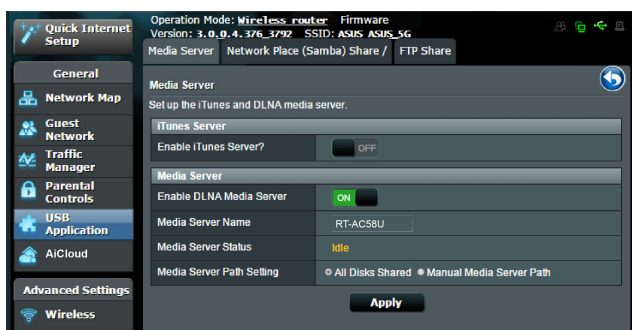 Quick Internet
Setup
Operation Mode: Wireless router Firmware
Version: 3.0.0.4.376_3792 SSID: ASUS ASUS_5G
Media Server Network Place (Samba) Share / FTP Share
General
Network Map
Guest
Network
Traffic
Manager
Parental
Controls
USB
Application
AiCloud
Advanced Settings
Wireless
Media Server
Set up the iTunes and DLNA media server.
iTunes Server
Enable iTunes Server? OFF
Media Server
Enable DLNA Media Server ON
Media Server Name RT-AC58U
Media Server Status Idle
Media Server Path Setting All Disks Shared Manual Media Server Path
Apply